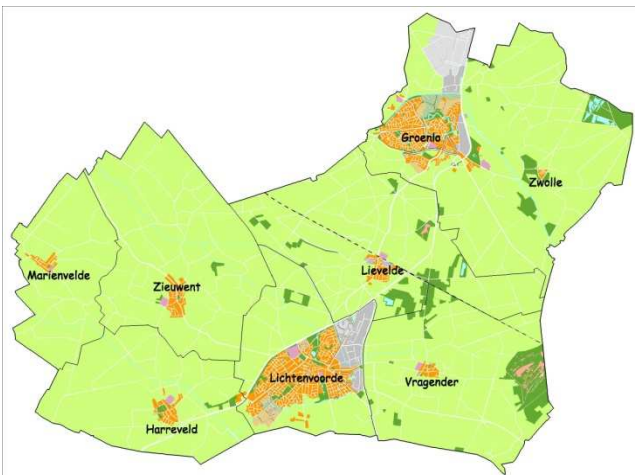 Groenlo
Zwolle
Marienvelde
Zieuwent
Lievelde
Lichtenvoorde
Vragender
Harreveld